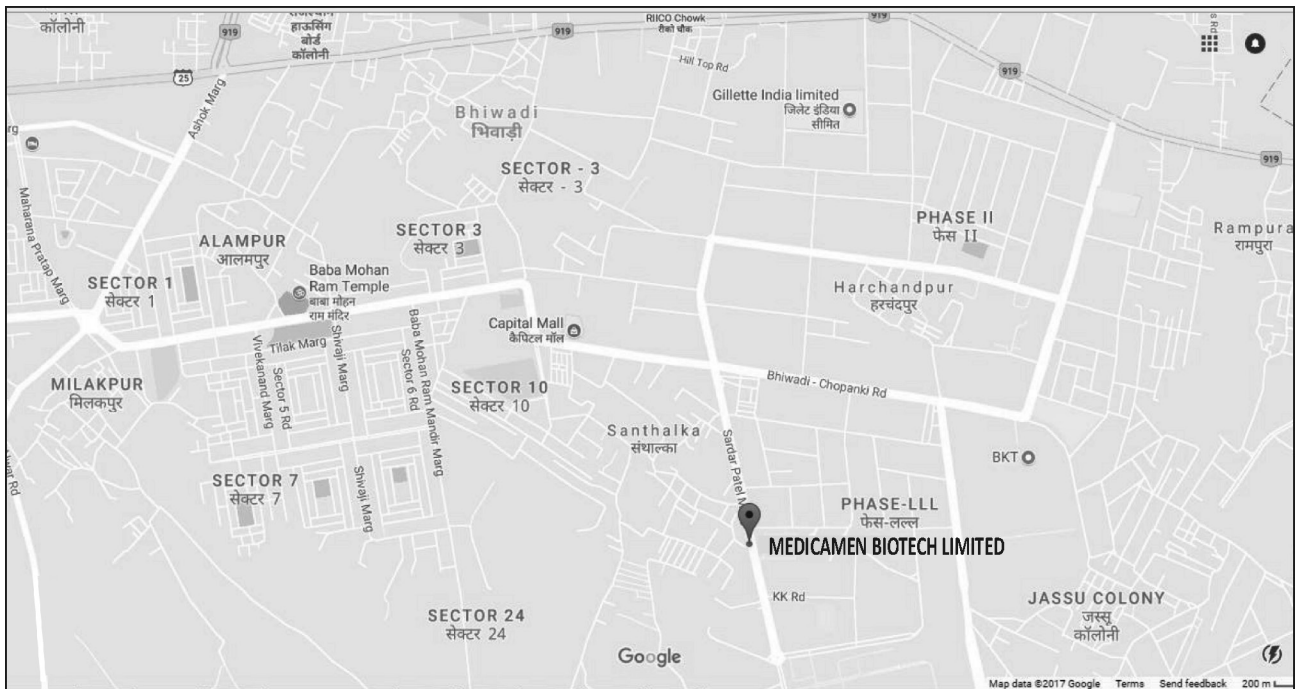 कॉलोनी
हाऊसिंग
बोर्ड
कॉलोनी
919
919
RIICO Chowk
रीको चौक
919
Hill Top Rd
25
919
Ashok Marg
Bhiwadi
भिवाड़ी
Gillette India limited
जिलेट इंडिया
सीमित
919
SECTOR - 3
सेक्टर - 3
Maharana Pratap Marg
ALAMPUR
आलमपुर
SECTOR 3
सेक्टर 3
PHASE II
फेस II
Rampura
रामपुरा
SECTOR 1
सेक्टर 1
Baba Mohan
Ram Temple
बाबा मोहन
राम मंदिर
Harchandpur
हरचंदपुर
Capital Mall
कैपिटल मॉल
Tilak Marg
Vivekanand Marg
Sector 5 Rd
Shivaji Marg
Baba Mohan Ram Mandir Marg
Sector 6 Rd
MILAKPUR
मिलकपुर
SECTOR 10
सेक्टर 10
Bhiwadi - Chopanki Rd
Santhalka
संथाल्का
Sardar Patel M
BKT
SECTOR 7
सेक्टर 7
Shivaji Marg
PHASE-LLL
फेस-लल्ल
MEDICAMEN BIOTECH LIMITED
KK Rd
JASSU COLONY
जस्सू
कॉलोनी
SECTOR 24
सेक्टर 24
Google
Map data ©2017 Google Terms Send feedback 200 m